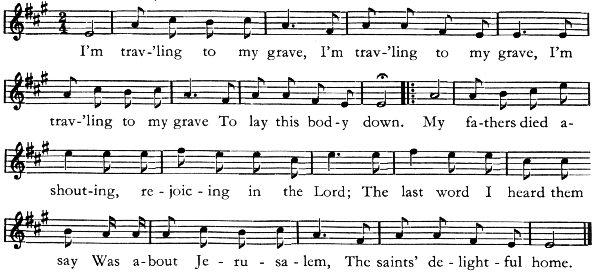 2/4
I'm trav-'ling to my grave, I'm trav-'ling to my grave, I'm
trav-'ling to my grave To lay this bod-y down. My fa-thers died a-
shout-ing, re-joic-ing in the Lord; The last word I heard them
say Was a-bout Je-ru-sa-lem, The saints' de-light-ful home.